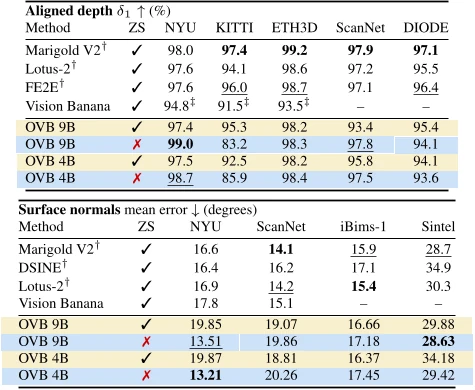 Aligned depth δ1 ↑ (%)
Method ZS NYU KITTI ETH3D ScanNet DIODE
Marigold V2† ✓ 98.0 97.4 99.2 97.9 97.1
Lotus-2† ✓ 97.6 94.1 98.6 97.2 95.5
FE2E† ✓ 97.6 96.0 98.7 97.1 96.4
Vision Banana ✓ 94.8‡ 91.5‡ 93.5‡ – –
OVB 9B ✓ 97.4 95.3 98.2 93.4 95.4
OVB 9B ✗ 99.0 83.2 98.3 97.8 94.1
OVB 4B ✓ 97.5 92.5 98.2 95.8 94.1
OVB 4B ✗ 98.7 85.9 98.4 97.5 93.6
Surface normals mean error ↓ (degrees)
Method ZS NYU ScanNet iBims-1 Sintel
Marigold V2† ✓ 16.6 14.1 15.9 28.7
DSINE† ✓ 16.4 16.2 17.1 34.9
Lotus-2† ✓ 16.9 14.2 15.4 30.3
Vision Banana ✓ 17.8 15.1 – –
OVB 9B ✓ 19.85 19.07 16.66 29.88
OVB 9B ✗ 13.51 19.86 17.18 28.63
OVB 4B ✓ 19.87 18.81 16.37 34.18
OVB 4B ✗ 13.21 20.26 17.45 29.42